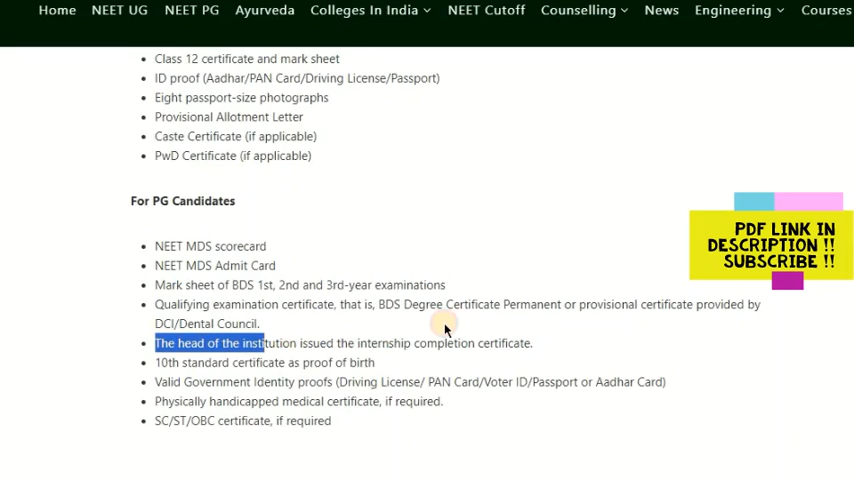 Home NEET UG NEET PG Ayurveda Colleges In India NEET Cutoff Counselling News Engineering Courses
• Class 12 certificate and mark sheet
• ID proof (Aadhar/PAN Card/Driving License/Passport)
• Eight passport-size photographs
• Provisional Allotment Letter
• Caste Certificate (if applicable)
• PwD Certificate (if applicable)
For PG Candidates
• NEET MDS scorecard
• NEET MDS Admit Card
• Mark sheet of BDS 1st, 2nd and 3rd-year examinations
• Qualifying examination certificate, that is, BDS Degree Certificate Permanent or provisional certificate provided by
DCI/Dental Council.
• The head of the institution issued the internship completion certificate.
• 10th standard certificate as proof of birth
• Valid Government Identity proofs (Driving License/ PAN Card/Voter ID/Passport or Aadhar Card)
• Physically handicapped medical certificate, if required.
• SC/ST/OBC certificate, if required
PDF LINK IN
DESCRIPTION !!
SUBSCRIBE !!